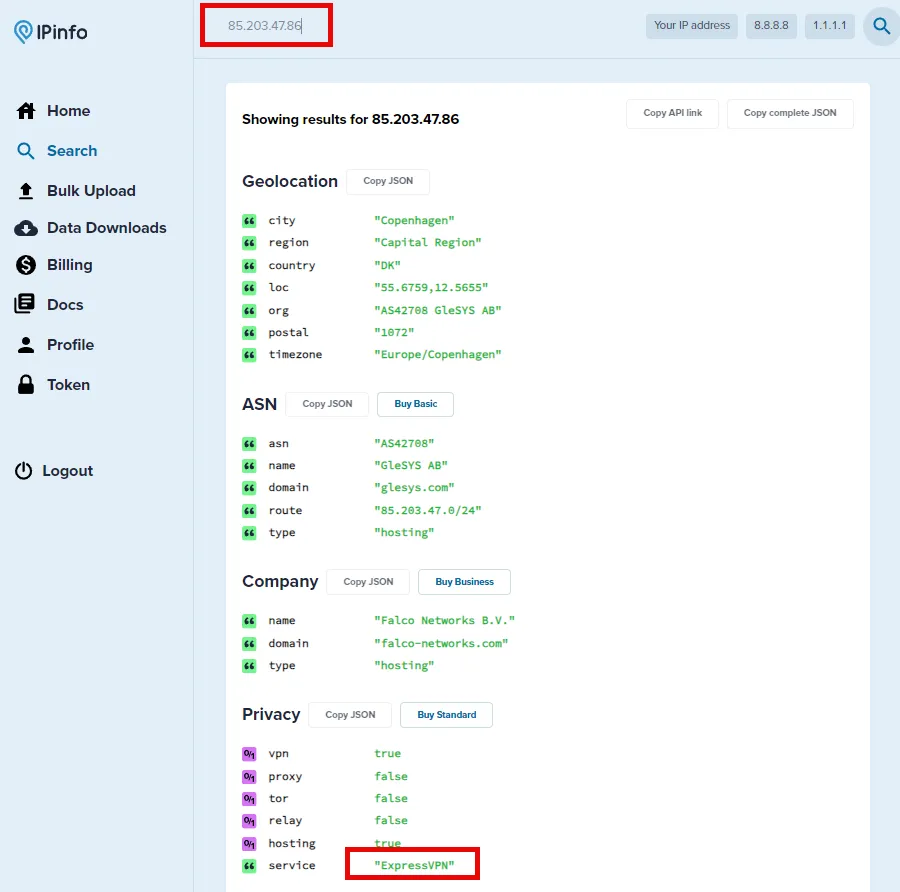 IPinfo
85.203.47.86
Your IP address 8.8.8.8 1.1.1.1
Home
Search
Bulk Upload
Data Downloads
Billing
Docs
Profile
Token
Logout
Showing results for 85.203.47.86 Copy API link Copy complete JSON
Geolocation Copy JSON
city "Copenhagen"
region "Capital Region"
country "DK"
loc "55.6759,12.5655"
org "AS42708 GleSYS AB"
postal "1072"
timezone "Europe/Copenhagen"
ASN Copy JSON Buy Basic
asn "AS42708"
name "GleSYS AB"
domain "glesys.com"
route "85.203.47.0/24"
type "hosting"
Company Copy JSON Buy Business
name "Falco Networks B.V."
domain "falco-networks.com"
type "hosting"
Privacy Copy JSON Buy Standard
0/1 vpn true
0/1 proxy false
0/1 tor false
0/1 relay false
0/1 hosting true
service "ExpressVPN"